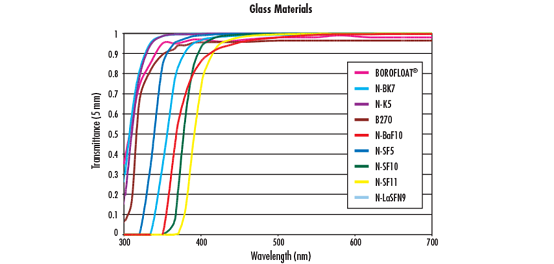 Glass Materials
Transmittance (5 mm)
1
0.9
0.8
0.7
0.6
0.5
0.4
0.3
0.2
0.1
0
300
400
500
600
700
Wavelength (nm)
BOROFLOAT®
N-BK7
N-K5
B270
N-BaF10
N-SF5
N-SF10
N-SF11
N-LaSFN9